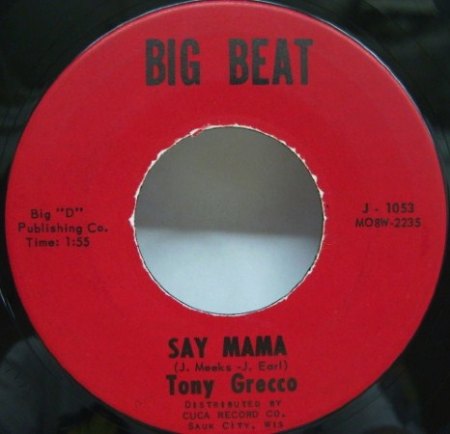 BIG BEAT
Big "D"
Publishing Co.
Time: 1:55
J - 1053
MO8W-2235
SAY MAMA
(J. Meeks -J. Earl)
Tony Grecco
DISTRIBUTED BY
CUCA RECORD CO.
SAUK CITY, WIS